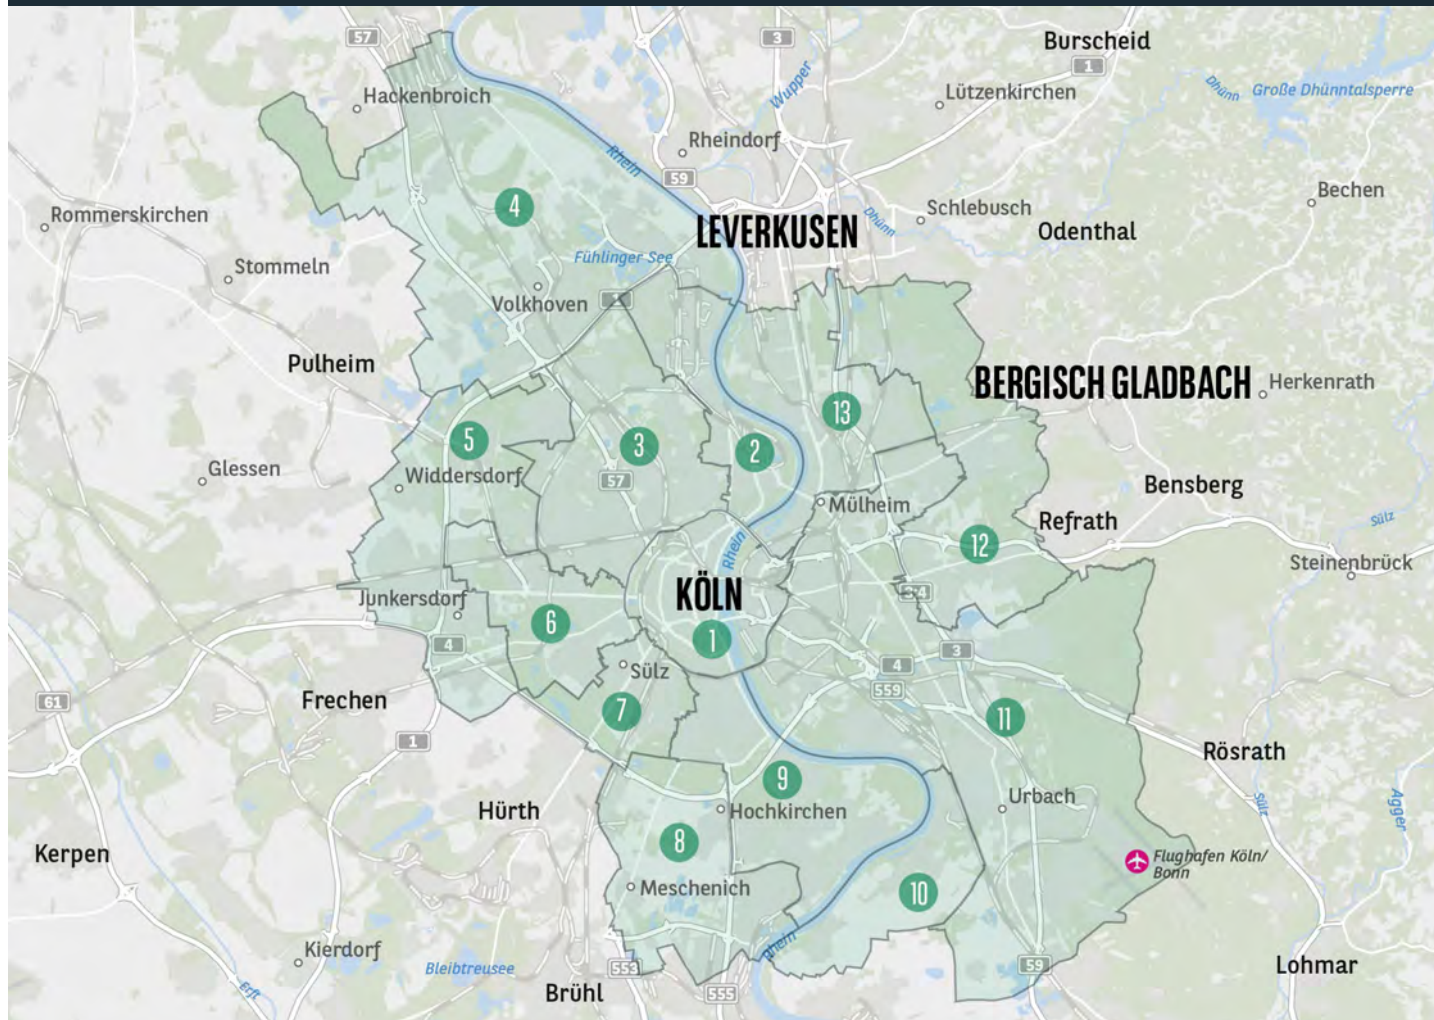 57
3
Burscheid
1
Hackenbroich
Wupper
Lützenkirchen
Dhünn
Große Dhünntalsperre
Rheindorf
Rhein
59
Bechen
4
Rommerskirchen
LEVERKUSEN
Dhünn
Schlebusch
Odenthal
Stommeln
Fühlinger See
Volkhoven
Pulheim
BERGISCH GLADBACH
Herkenrath
13
5
3
2
Glessen
Widdersdorf
57
Bensberg
Mülheim
Refrath
Sülz
12
Rhein
Steinenbrück
KÖLN
Junkersdorf
3-4
6
1
4
3
Sülz
4
559
61
Frechen
7
11
1
Rösrath
9
Urbach
Sülz
Agger
Hürth
Hochkirchen
8
Kerpen
Flughafen Köln/
Bonn
Meschenich
10
Rhein
Kierdorf
Bleibtreusee
553
59
Lohmar
Erft
Brühl
555